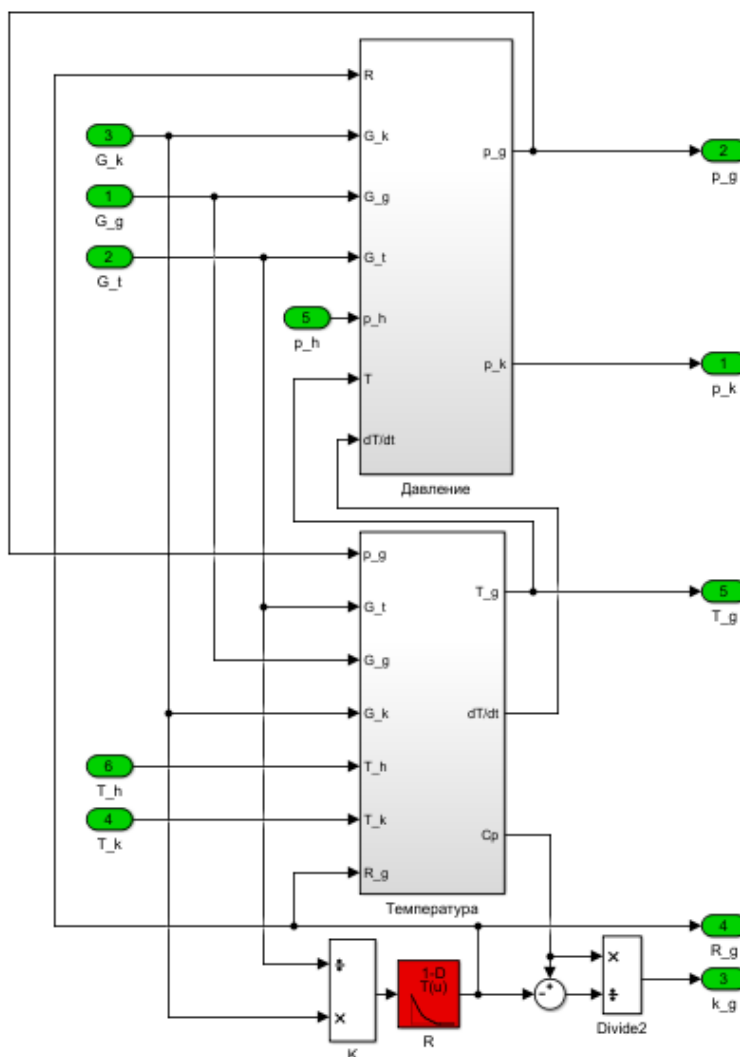 R
3
G_k
G_k
p_g
2
p_g
1
G_g
G_g
2
G_t
G_t
5
p_h
p_h
T
p_k
1
p_k
dT/dt
Давление
p_g
G_t
T_g
5
T_g
G_g
G_k
dT/dt
6
T_h
T_h
4
T_k
T_k
Cp
R_g
Температура
4
R_g
÷
×
K
1-D
T(u)
R
- +
×
÷
Divide2
3
k_g